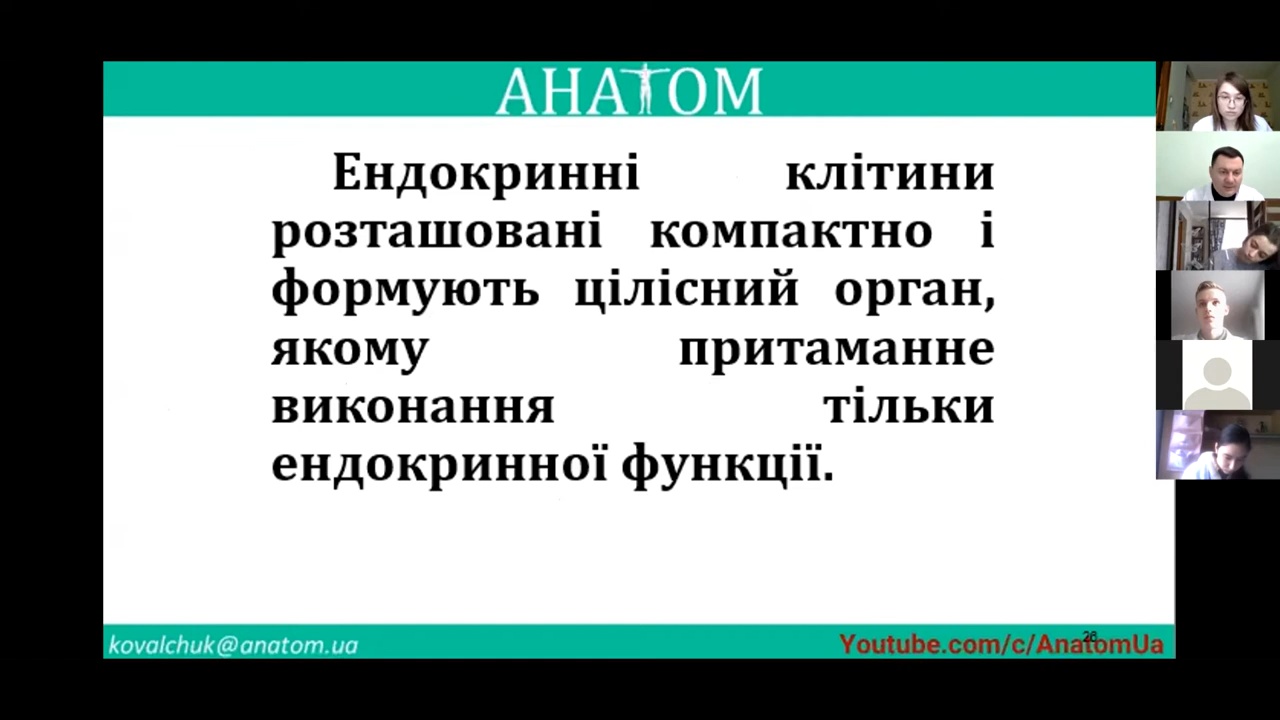 АНАТОМ
Ендокринні клітини
розташовані компактно і
формують цілісний орган,
якому притаманне
виконання тільки
ендокринної функції.
kovalchuk@anatom.ua
Youtube.com/c/AnatomUa
26